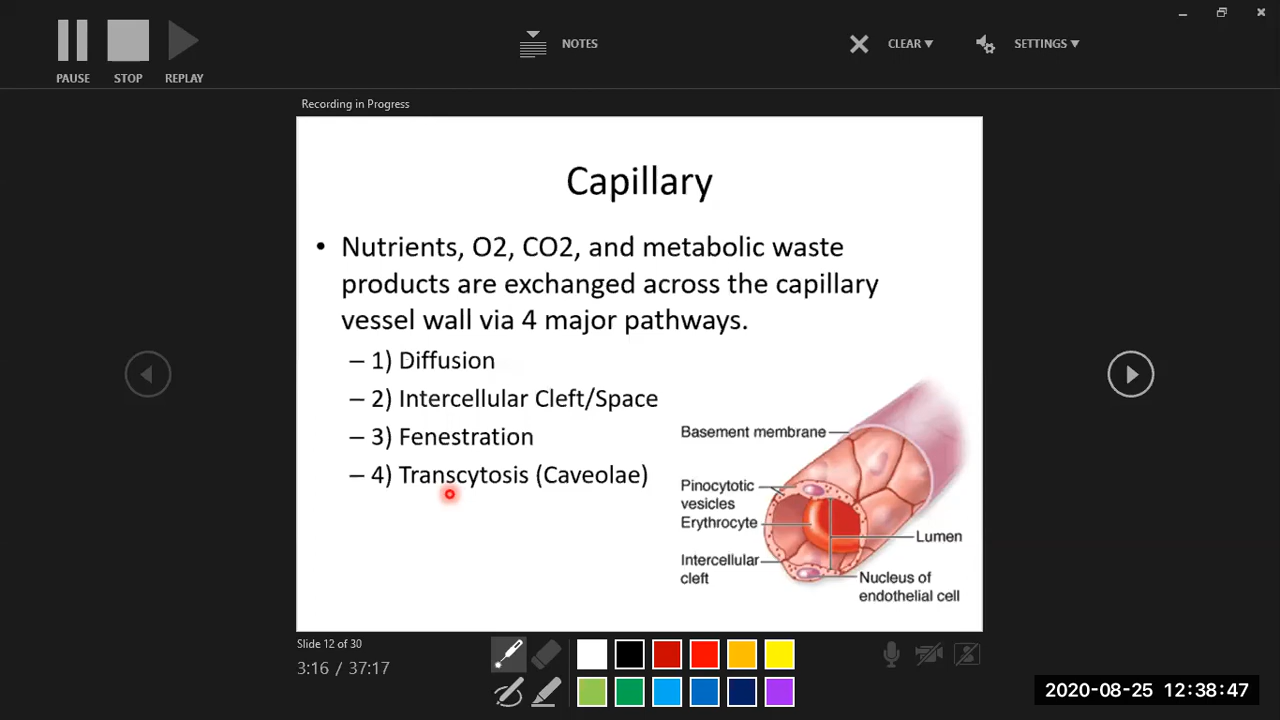 PAUSE
STOP
REPLAY
NOTES
CLEAR
SETTINGS
Recording in Progress
Capillary
• Nutrients, O2, CO2, and metabolic waste
products are exchanged across the capillary
vessel wall via 4 major pathways.
– 1) Diffusion
– 2) Intercellular Cleft/Space
– 3) Fenestration
– 4) Transcytosis (Caveolae)
Basement membrane
Pinocytotic
vesicles
Erythrocyte
Intercellular
cleft
Lumen
Nucleus of
endothelial cell
Slide 12 of 30
3:16 / 37:17
2020-08-25 12:38:47